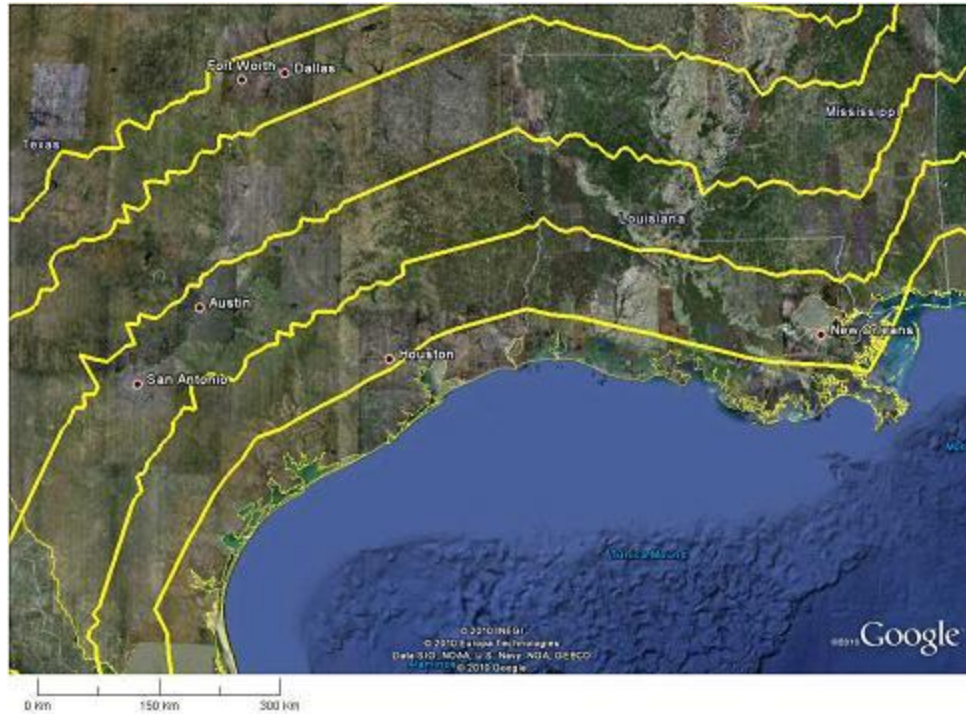 Fort Worth
Dallas
Texas
Mississippi
Louisiana
Austin
New Orleans
Houston
San Antonio
© 2010 INEGI
© 2010 Europa Technologies
Data SIO, NOAA, U.S. Navy, NGA, GEBCO
© 2010 Google
©2010 Google
0 km
150 km
300 km